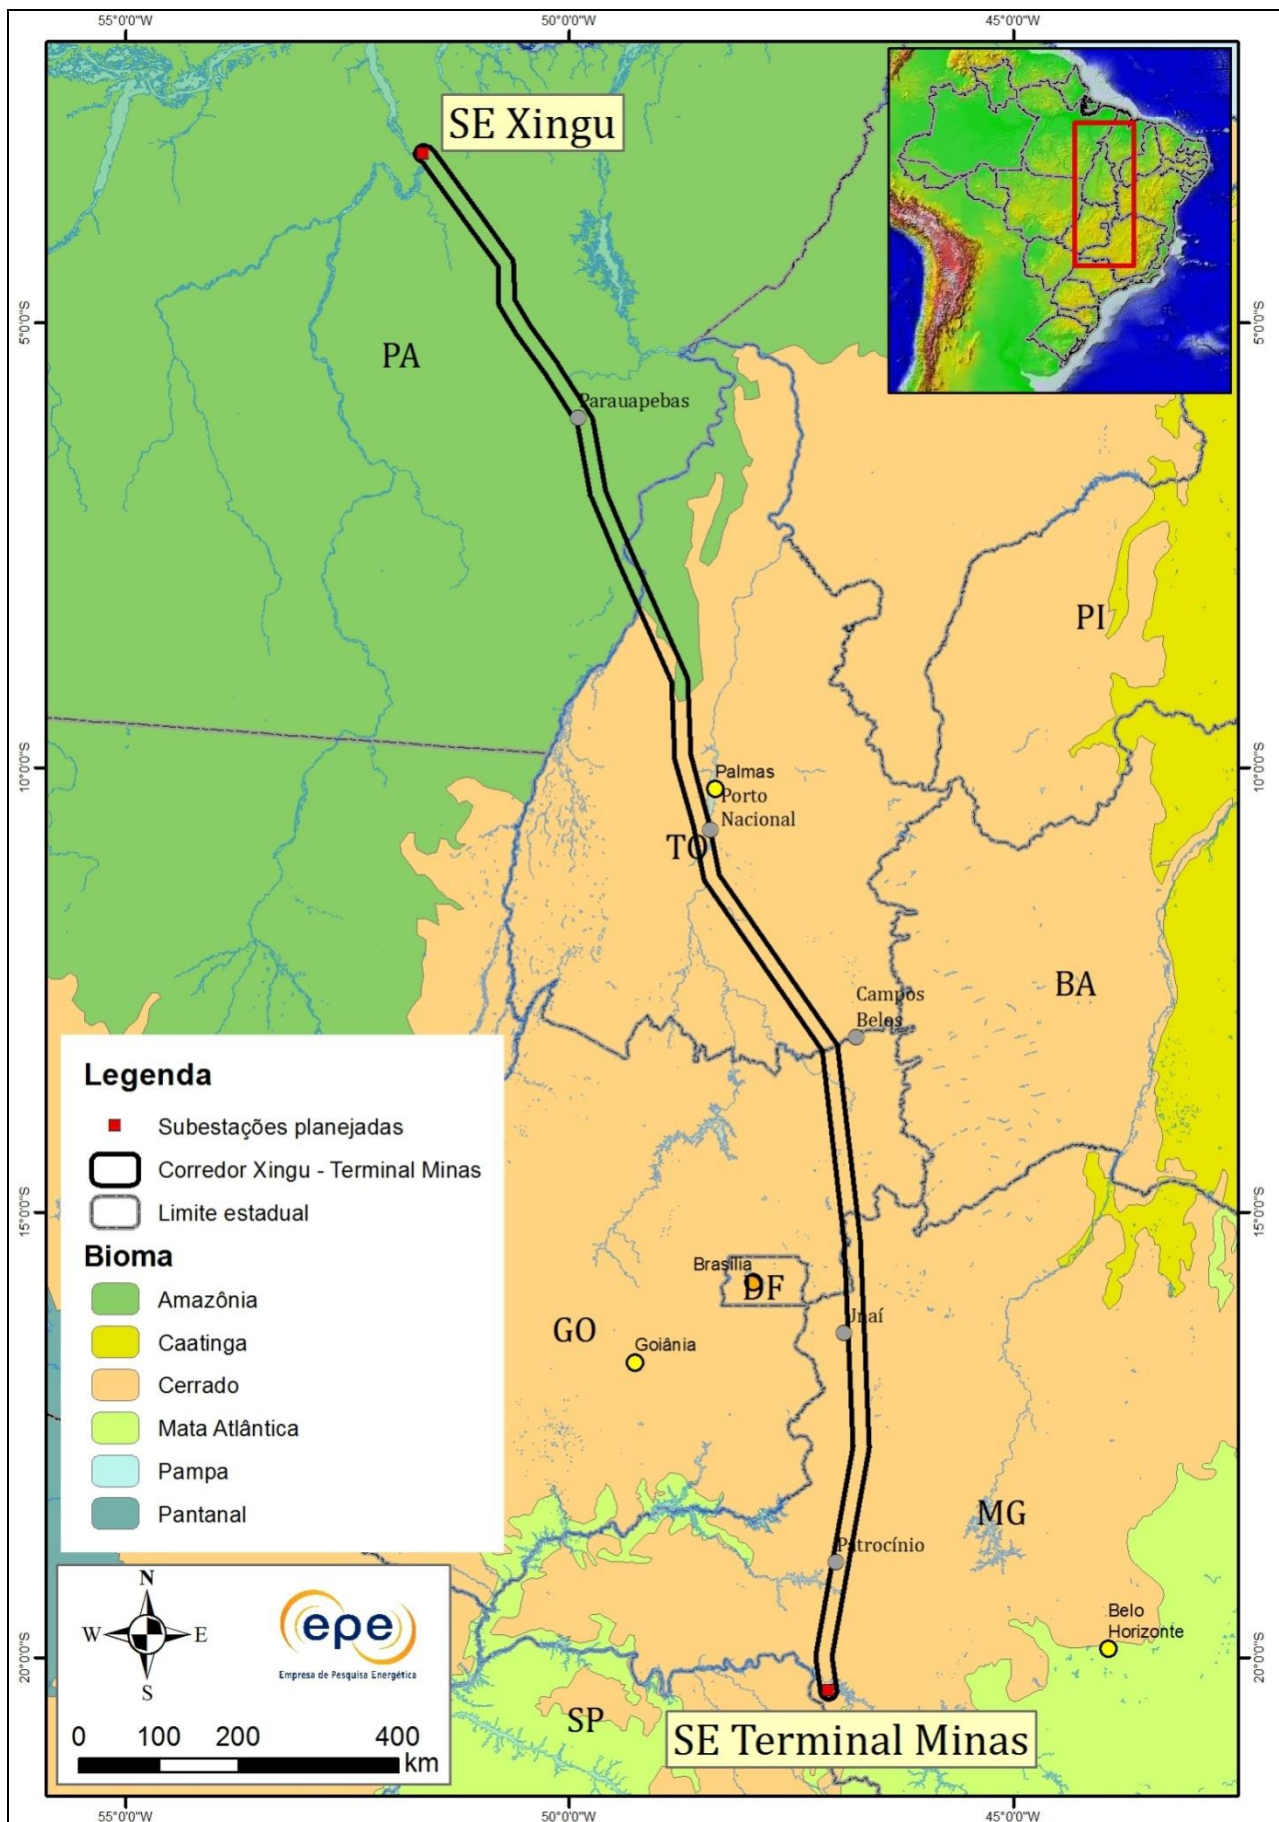 55°0'0"W
50°0'0"W
45°0'0"W
SE Xingu
5°0'0"S
5°0'0"S
PA
Parauapebas
PI
10°0'0"S
10°0'0"S
Palmas
Porto
Nacional
TO
BA
Campos
Belos
15°0'0"S
15°0'0"S
Brasília
DF
GO
Goiânia
Unaí
MG
Patrocínio
Belo
Horizonte
20°0'0"S
20°0'0"S
SP
SE Terminal Minas
Legenda
Subestações planejadas
Corredor Xingu - Terminal Minas
Limite estadual
Bioma
Amazônia
Caatinga
Cerrado
Mata Atlântica
Pampa
Pantanal
N
W
E
S
epe
Empresa de Pesquisa Energética
0 100 200 400
km
55°0'0"W
50°0'0"W
45°0'0"W